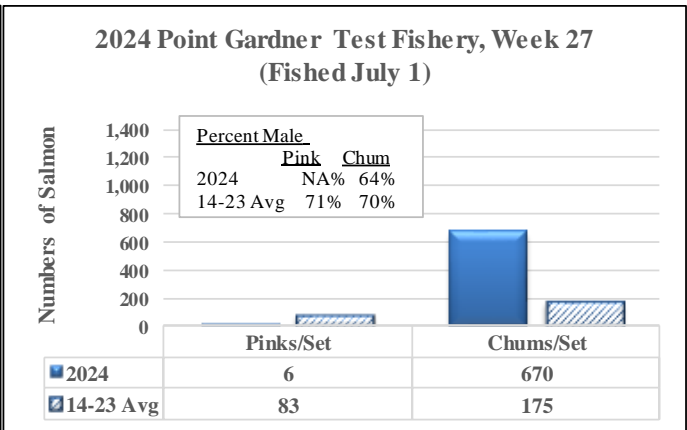 2024 Point Gardner Test Fishery, Week 27
(Fished July 1)
Numbers of Salmon
1,400
1,200
1,000
800
600
400
200
0
Percent Male
Pink Chum
2024 NA% 64%
14-23 Avg 71% 70%
Pinks/Set Chums/Set
2024 6 670
14-23 Avg 83 175